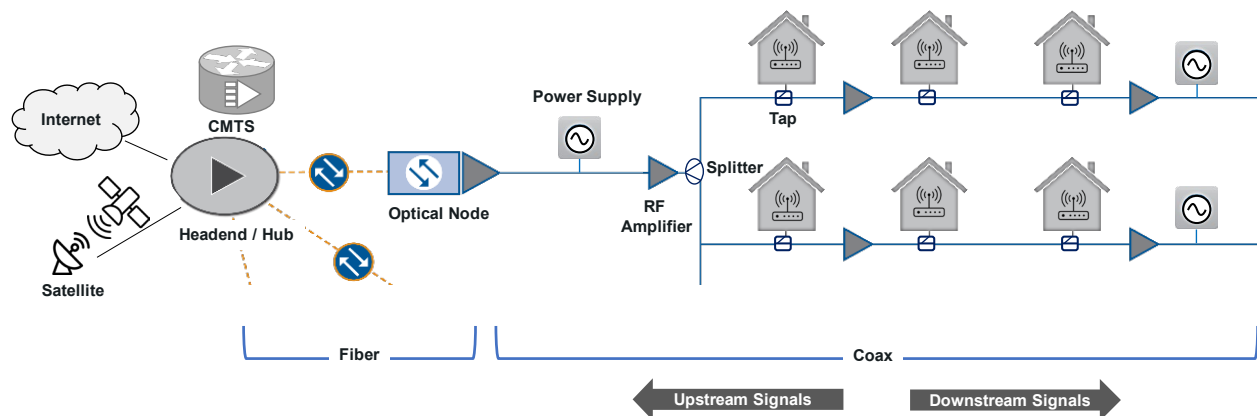 Internet
CMTS
Headend / Hub
Satellite
Optical Node
Power Supply
RF
Amplifier
Splitter
Tap
Fiber
Coax
Upstream Signals
Downstream Signals